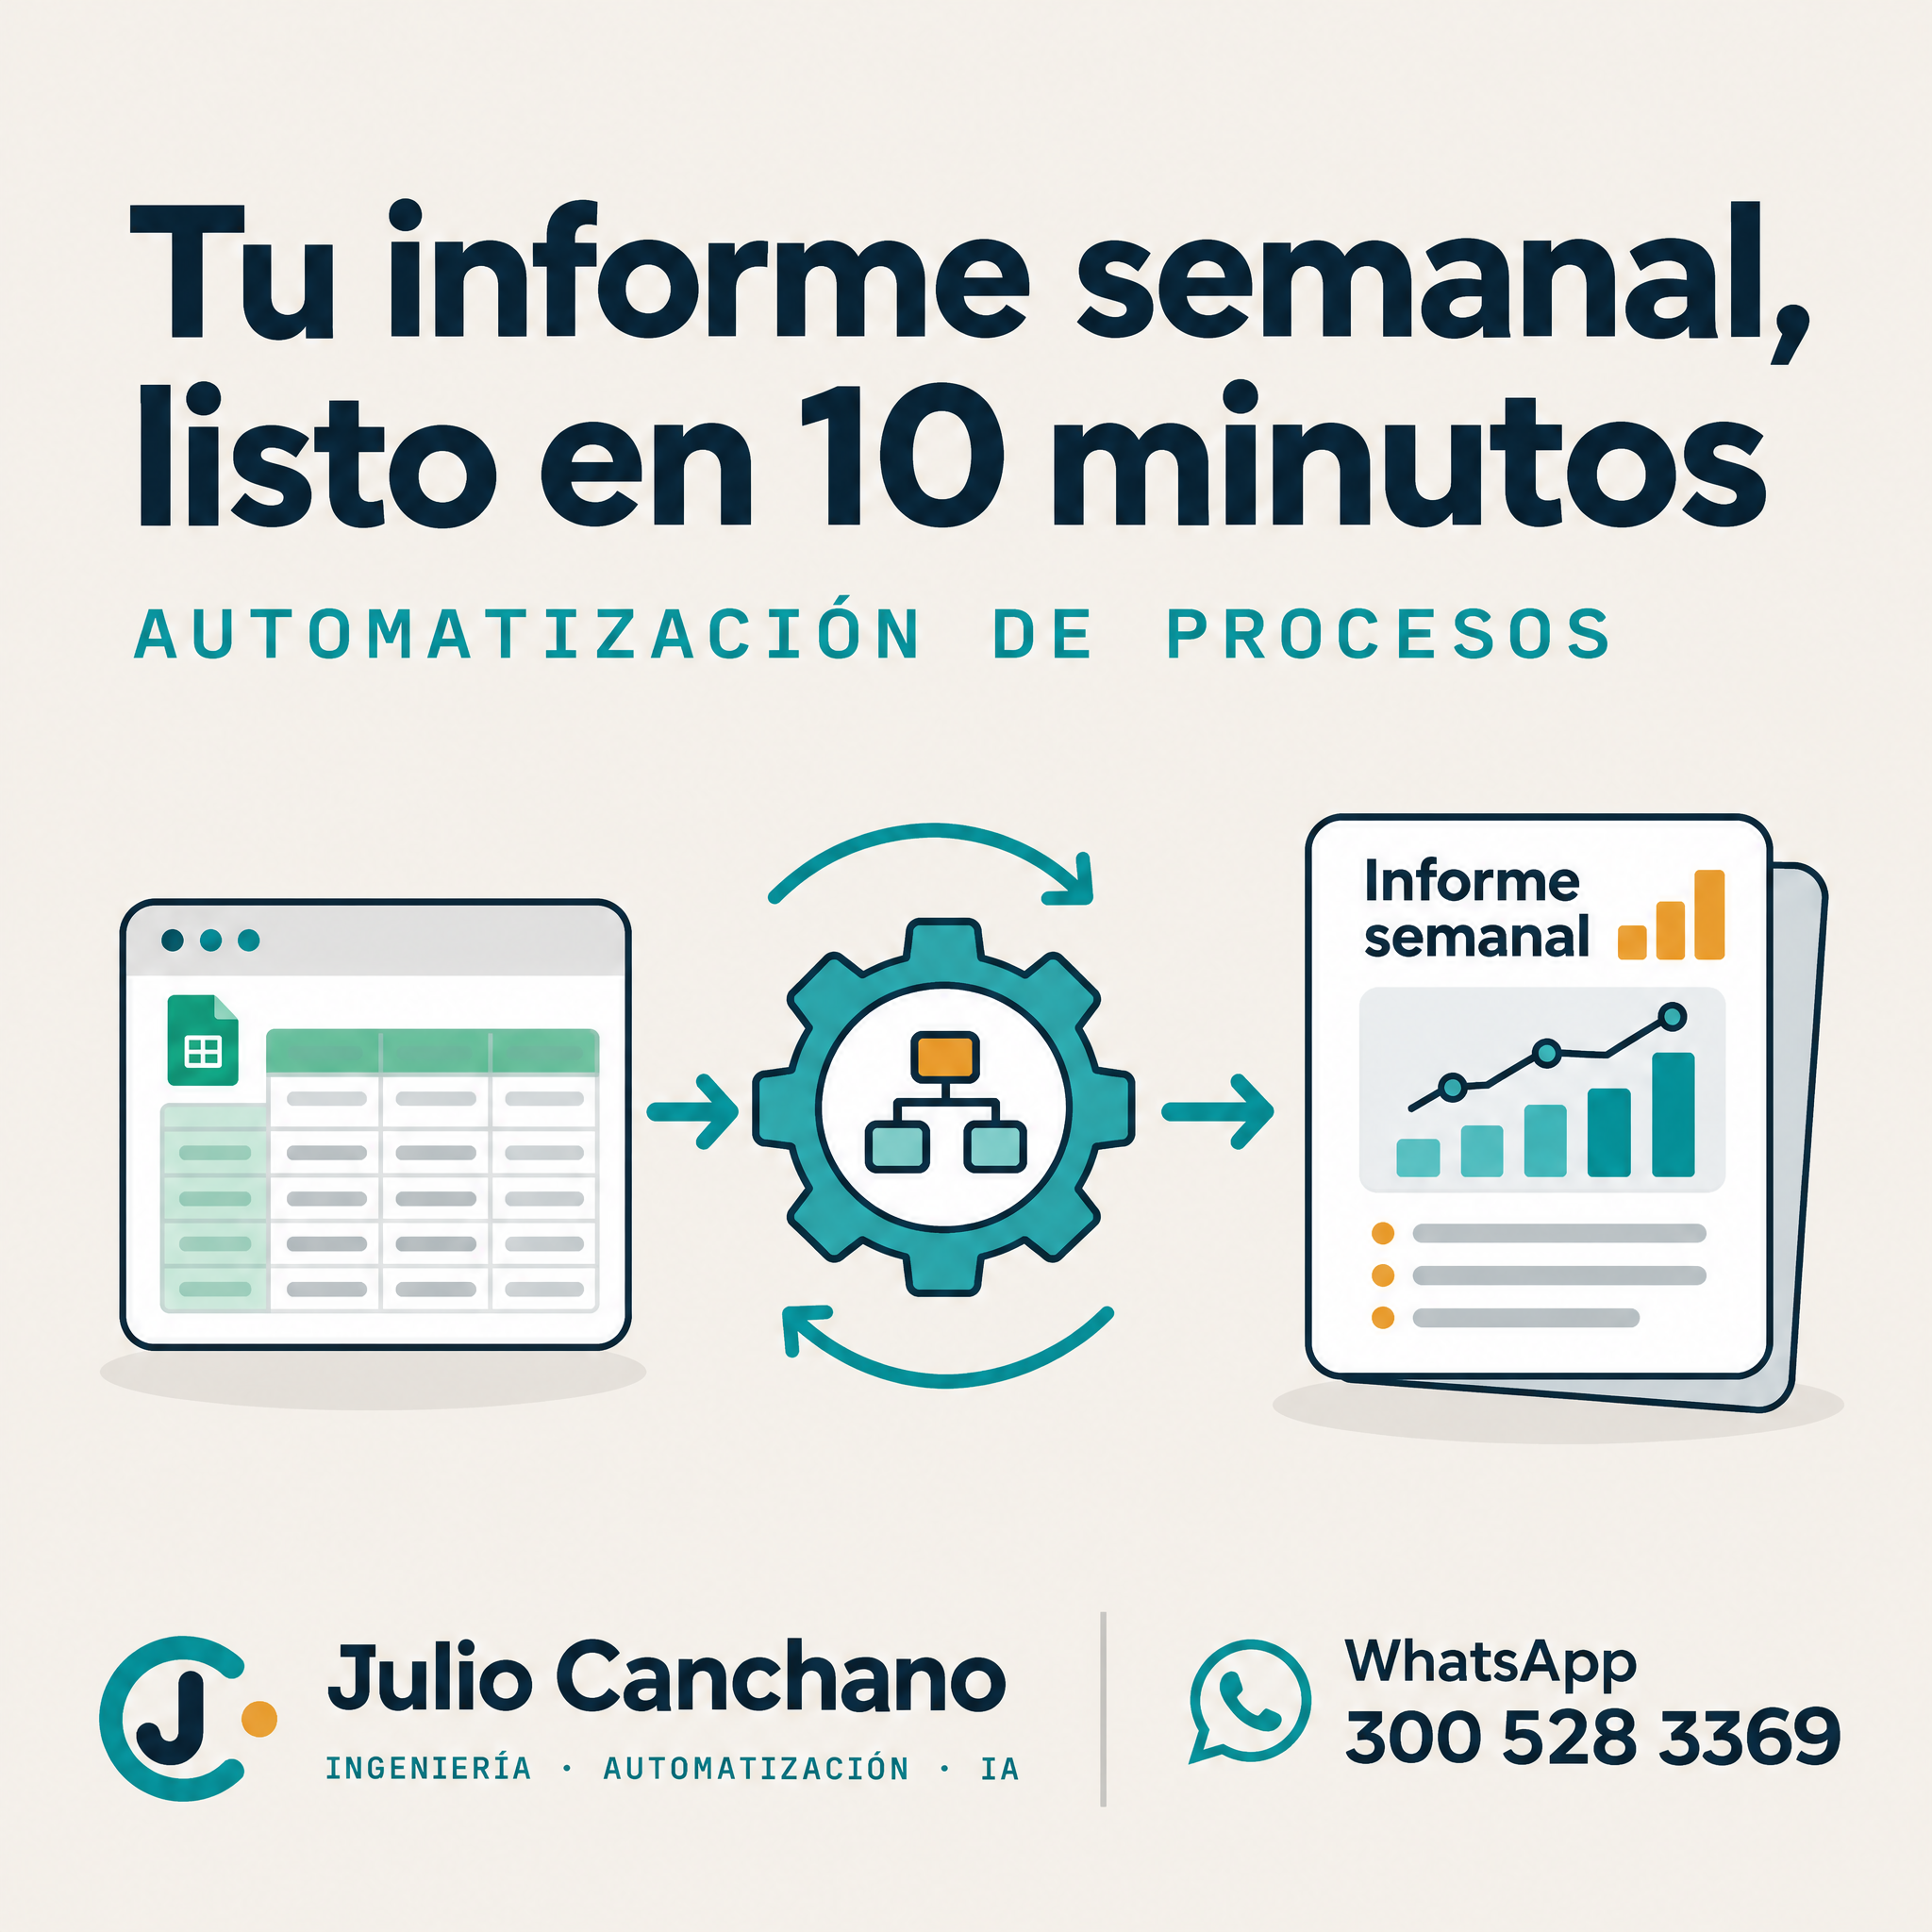 Tu informe semanal,
listo en 10 minutos
AUTOMATIZACIÓN DE PROCESOS
Informe
semanal
Julio Canchano
INGENIERÍA · AUTOMATIZACIÓN · IA
WhatsApp
300 528 3369